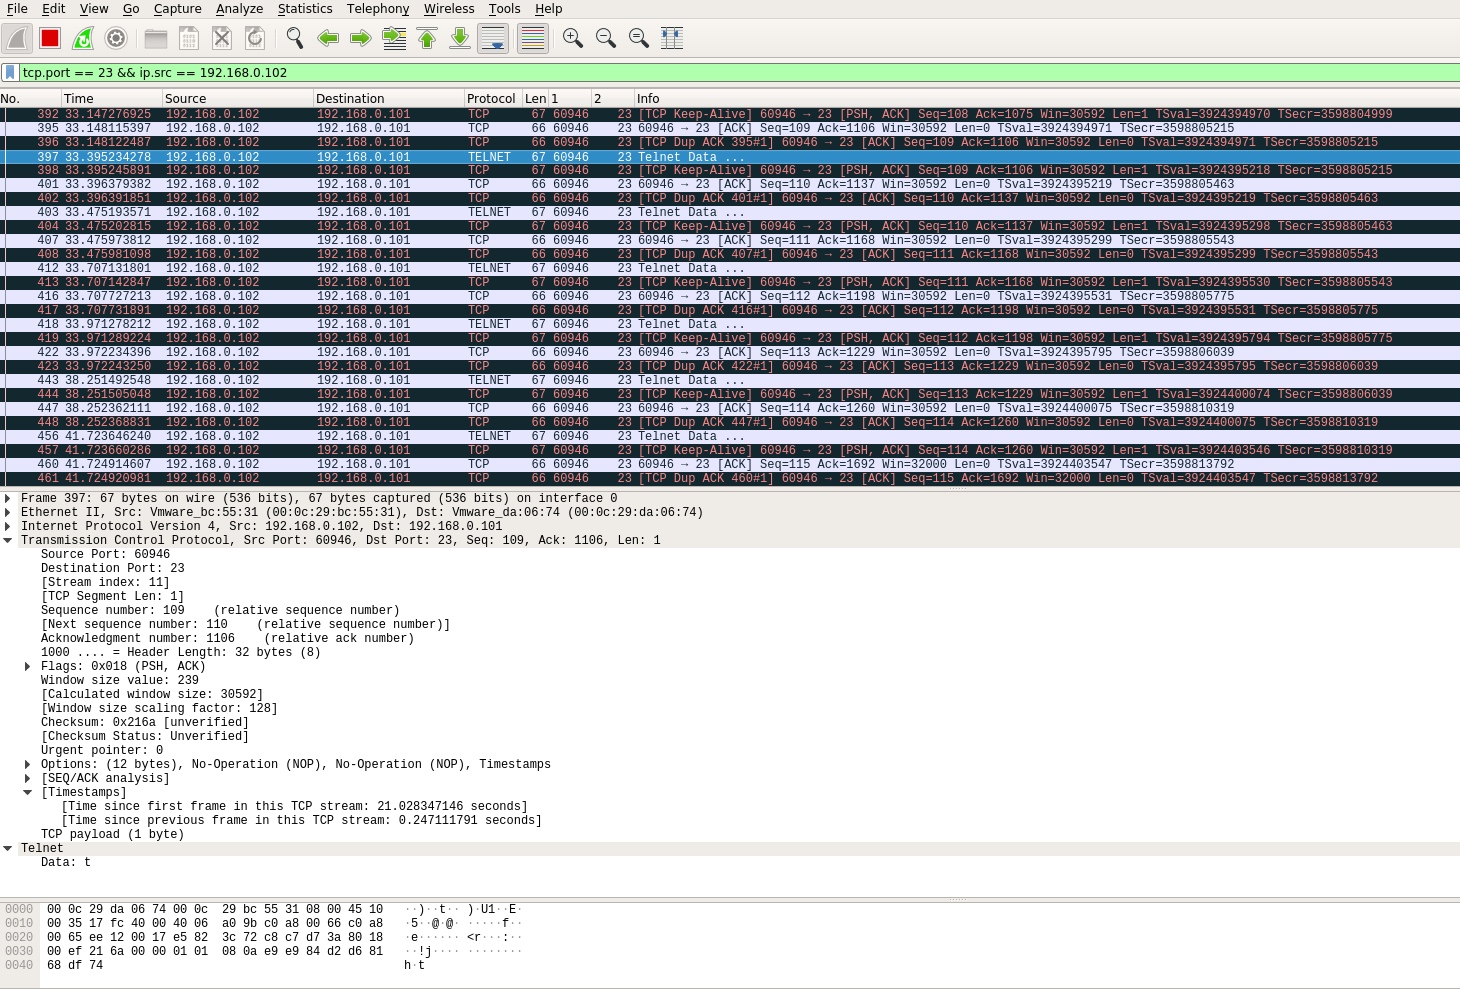 File Edit View Go Capture Analyze Statistics Telephony Wireless Tools Help
tcp.port == 23 && ip.src == 192.168.0.102
No. Time Source Destination Protocol Len 1 2 Info
392 33.147276925 192.168.0.102 192.168.0.101 TCP 67 60946 23 [TCP Keep-Alive] 60946 → 23 [PSH, ACK] Seq=108 Ack=1075 Win=30592 Len=1 TSval=3924394970 TSecr=3598804999
395 33.148115397 192.168.0.102 192.168.0.101 TCP 66 60946 23 60946 → 23 [ACK] Seq=109 Ack=1106 Win=30592 Len=0 TSval=3924394971 TSecr=3598805215
396 33.148122487 192.168.0.102 192.168.0.101 TCP 66 60946 23 [TCP Dup ACK 395#1] 60946 → 23 [ACK] Seq=109 Ack=1106 Win=30592 Len=0 TSval=3924394971 TSecr=3598805215
397 33.395234278 192.168.0.102 192.168.0.101 TELNET 67 60946 23 Telnet Data ...
398 33.395245891 192.168.0.102 192.168.0.101 TCP 67 60946 23 [TCP Keep-Alive] 60946 → 23 [PSH, ACK] Seq=109 Ack=1106 Win=30592 Len=1 TSval=3924395218 TSecr=3598805215
401 33.396379382 192.168.0.102 192.168.0.101 TCP 66 60946 23 60946 → 23 [ACK] Seq=110 Ack=1137 Win=30592 Len=0 TSval=3924395219 TSecr=3598805463
402 33.396391851 192.168.0.102 192.168.0.101 TCP 66 60946 23 [TCP Dup ACK 401#1] 60946 → 23 [ACK] Seq=110 Ack=1137 Win=30592 Len=0 TSval=3924395219 TSecr=3598805463
403 33.475193571 192.168.0.102 192.168.0.101 TELNET 67 60946 23 Telnet Data ...
404 33.475202815 192.168.0.102 192.168.0.101 TCP 67 60946 23 [TCP Keep-Alive] 60946 → 23 [PSH, ACK] Seq=110 Ack=1137 Win=30592 Len=1 TSval=3924395298 TSecr=3598805463
407 33.475973812 192.168.0.102 192.168.0.101 TCP 66 60946 23 60946 → 23 [ACK] Seq=111 Ack=1168 Win=30592 Len=0 TSval=3924395299 TSecr=3598805543
408 33.475981098 192.168.0.102 192.168.0.101 TCP 66 60946 23 [TCP Dup ACK 407#1] 60946 → 23 [ACK] Seq=111 Ack=1168 Win=30592 Len=0 TSval=3924395299 TSecr=3598805543
412 33.707131801 192.168.0.102 192.168.0.101 TELNET 67 60946 23 Telnet Data ...
413 33.707142847 192.168.0.102 192.168.0.101 TCP 67 60946 23 [TCP Keep-Alive] 60946 → 23 [PSH, ACK] Seq=111 Ack=1168 Win=30592 Len=1 TSval=3924395530 TSecr=3598805543
416 33.707727213 192.168.0.102 192.168.0.101 TCP 66 60946 23 60946 → 23 [ACK] Seq=112 Ack=1198 Win=30592 Len=0 TSval=3924395531 TSecr=3598805775
417 33.707731891 192.168.0.102 192.168.0.101 TCP 66 60946 23 [TCP Dup ACK 416#1] 60946 → 23 [ACK] Seq=112 Ack=1198 Win=30592 Len=0 TSval=3924395531 TSecr=3598805775
418 33.971278212 192.168.0.102 192.168.0.101 TELNET 67 60946 23 Telnet Data ...
419 33.971289224 192.168.0.102 192.168.0.101 TCP 67 60946 23 [TCP Keep-Alive] 60946 → 23 [PSH, ACK] Seq=112 Ack=1198 Win=30592 Len=1 TSval=3924395794 TSecr=3598805775
422 33.972234396 192.168.0.102 192.168.0.101 TCP 66 60946 23 60946 → 23 [ACK] Seq=113 Ack=1229 Win=30592 Len=0 TSval=3924395795 TSecr=3598806039
423 33.972243250 192.168.0.102 192.168.0.101 TCP 66 60946 23 [TCP Dup ACK 422#1] 60946 → 23 [ACK] Seq=113 Ack=1229 Win=30592 Len=0 TSval=3924395795 TSecr=3598806039
443 38.251492548 192.168.0.102 192.168.0.101 TELNET 67 60946 23 Telnet Data ...
444 38.251505048 192.168.0.102 192.168.0.101 TCP 67 60946 23 [TCP Keep-Alive] 60946 → 23 [PSH, ACK] Seq=113 Ack=1229 Win=30592 Len=1 TSval=3924400074 TSecr=3598806039
447 38.252362111 192.168.0.102 192.168.0.101 TCP 66 60946 23 60946 → 23 [ACK] Seq=114 Ack=1260 Win=30592 Len=0 TSval=3924400075 TSecr=3598810319
448 38.252368831 192.168.0.102 192.168.0.101 TCP 66 60946 23 [TCP Dup ACK 447#1] 60946 → 23 [ACK] Seq=114 Ack=1260 Win=30592 Len=0 TSval=3924400075 TSecr=3598810319
456 41.723646240 192.168.0.102 192.168.0.101 TELNET 67 60946 23 Telnet Data ...
457 41.723660286 192.168.0.102 192.168.0.101 TCP 67 60946 23 [TCP Keep-Alive] 60946 → 23 [PSH, ACK] Seq=114 Ack=1260 Win=30592 Len=1 TSval=3924403546 TSecr=3598810319
460 41.724914607 192.168.0.102 192.168.0.101 TCP 66 60946 23 60946 → 23 [ACK] Seq=115 Ack=1692 Win=32000 Len=0 TSval=3924403547 TSecr=3598813792
461 41.724920981 192.168.0.102 192.168.0.101 TCP 66 60946 23 [TCP Dup ACK 460#1] 60946 → 23 [ACK] Seq=115 Ack=1692 Win=32000 Len=0 TSval=3924403547 TSecr=3598813792
Frame 397: 67 bytes on wire (536 bits), 67 bytes captured (536 bits) on interface 0
Ethernet II, Src: Vmware_bc:55:31 (00:0c:29:bc:55:31), Dst: Vmware_da:06:74 (00:0c:29:da:06:74)
Internet Protocol Version 4, Src: 192.168.0.102, Dst: 192.168.0.101
Transmission Control Protocol, Src Port: 60946, Dst Port: 23, Seq: 109, Ack: 1106, Len: 1
Source Port: 60946
Destination Port: 23
[Stream index: 11]
[TCP Segment Len: 1]
Sequence number: 109    (relative sequence number)
[Next sequence number: 110    (relative sequence number)]
Acknowledgment number: 1106    (relative ack number)
1000 .... = Header Length: 32 bytes (8)
Flags: 0x018 (PSH, ACK)
Window size value: 239
[Calculated window size: 30592]
[Window size scaling factor: 128]
Checksum: 0x216a [unverified]
[Checksum Status: Unverified]
Urgent pointer: 0
Options: (12 bytes), No-Operation (NOP), No-Operation (NOP), Timestamps
[SEQ/ACK analysis]
[Timestamps]
[Time since first frame in this TCP stream: 21.028347146 seconds]
[Time since previous frame in this TCP stream: 0.247111791 seconds]
TCP payload (1 byte)
Telnet
Data: t
0000 00 0c 29 da 06 74 00 0c 29 bc 55 31 08 00 45 10 ··)··t·· )·U1··E·
0010 00 35 17 fc 40 00 40 06 a0 9b c0 a8 00 66 c0 a8 ·5··@·@· ·····f··
0020 00 65 ee 12 00 17 e5 82 3c 72 c8 c7 d7 3a 80 18 ·e······ <r···:··
0030 00 ef 21 6a 00 00 01 01 08 0a e9 e9 84 d2 d6 81 ··!j···· ········
0040 68 df 74 h·t